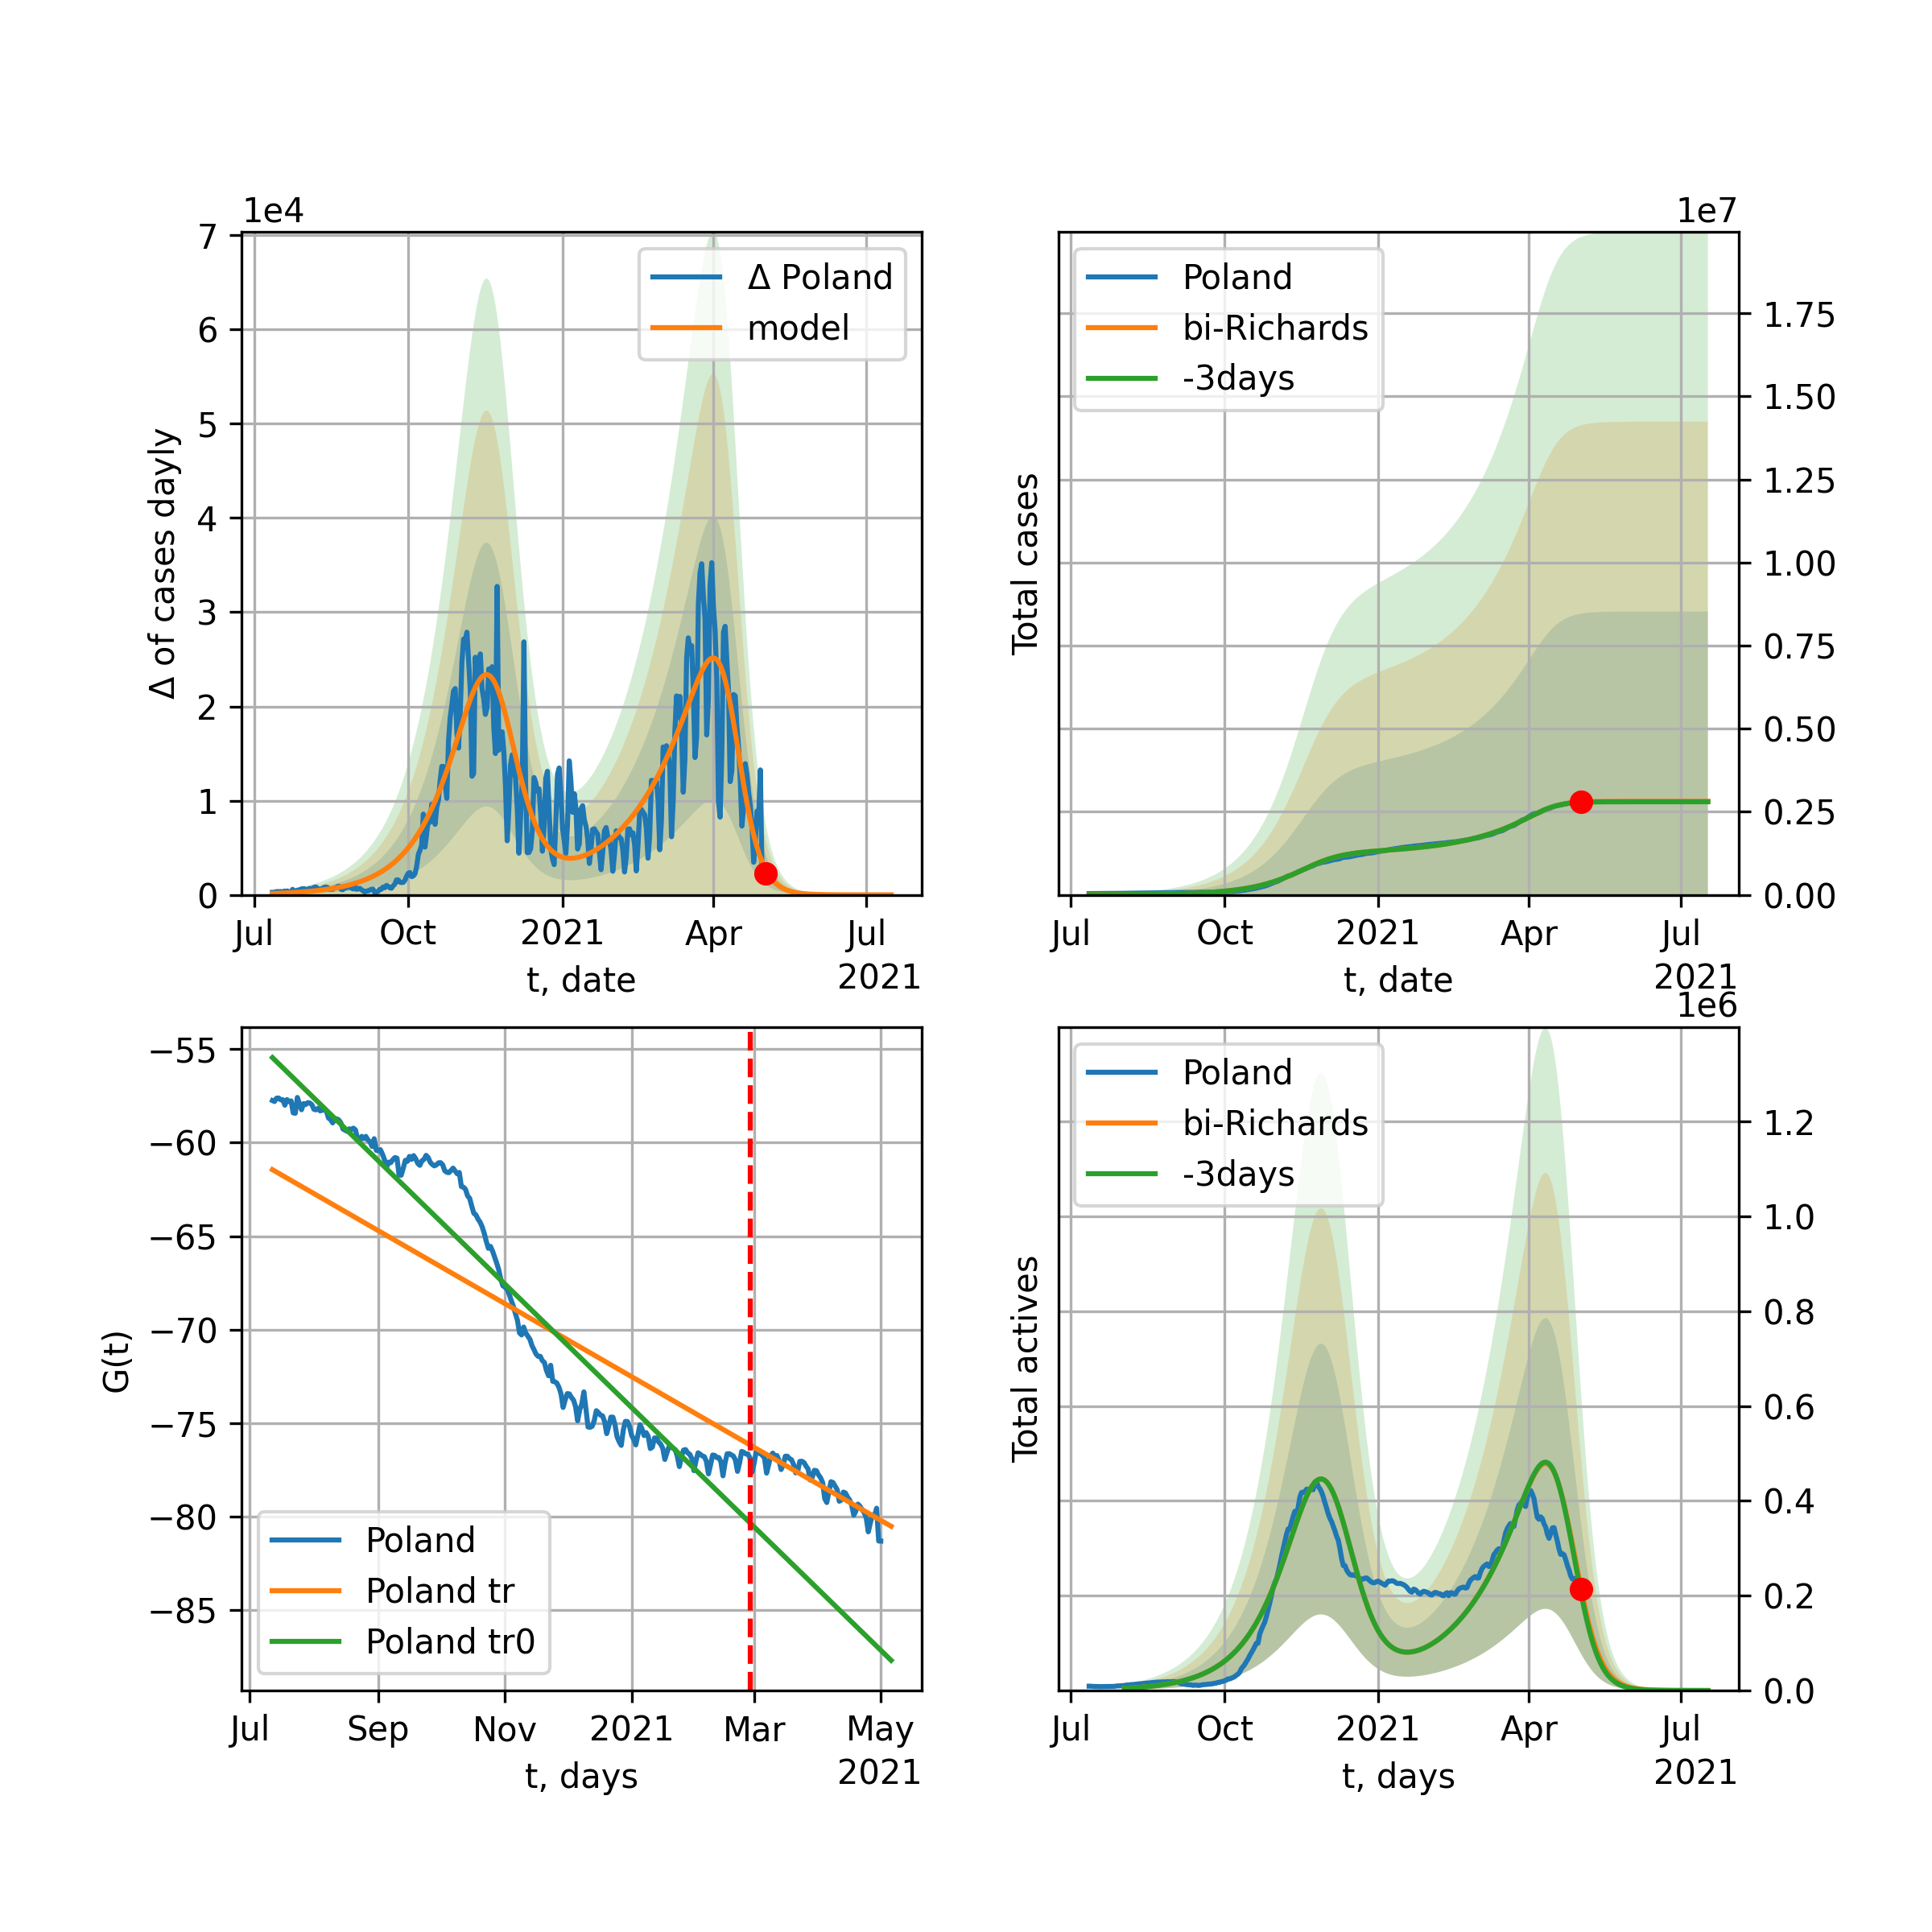 1e4
7
6
5
4
3
2
1
0
Δ of cases dayly
Δ Poland
model
Jul
Oct
2021
Apr
Jul
2021
t, date
1e7
Poland
bi-Richards
-3days
Total cases
1.75
1.50
1.25
1.00
0.75
0.50
0.25
0.00
Jul
Oct
2021
Apr
Jul
2021
t, date
−55
−60
−65
−70
−75
−80
−85
G(t)
Poland
Poland tr
Poland tr0
Jul
Sep
Nov
2021
Mar
May
2021
t, days
1e6
Poland
bi-Richards
-3days
Total actives
1.2
1.0
0.8
0.6
0.4
0.2
0.0
Jul
Oct
2021
Apr
Jul
2021
t, days